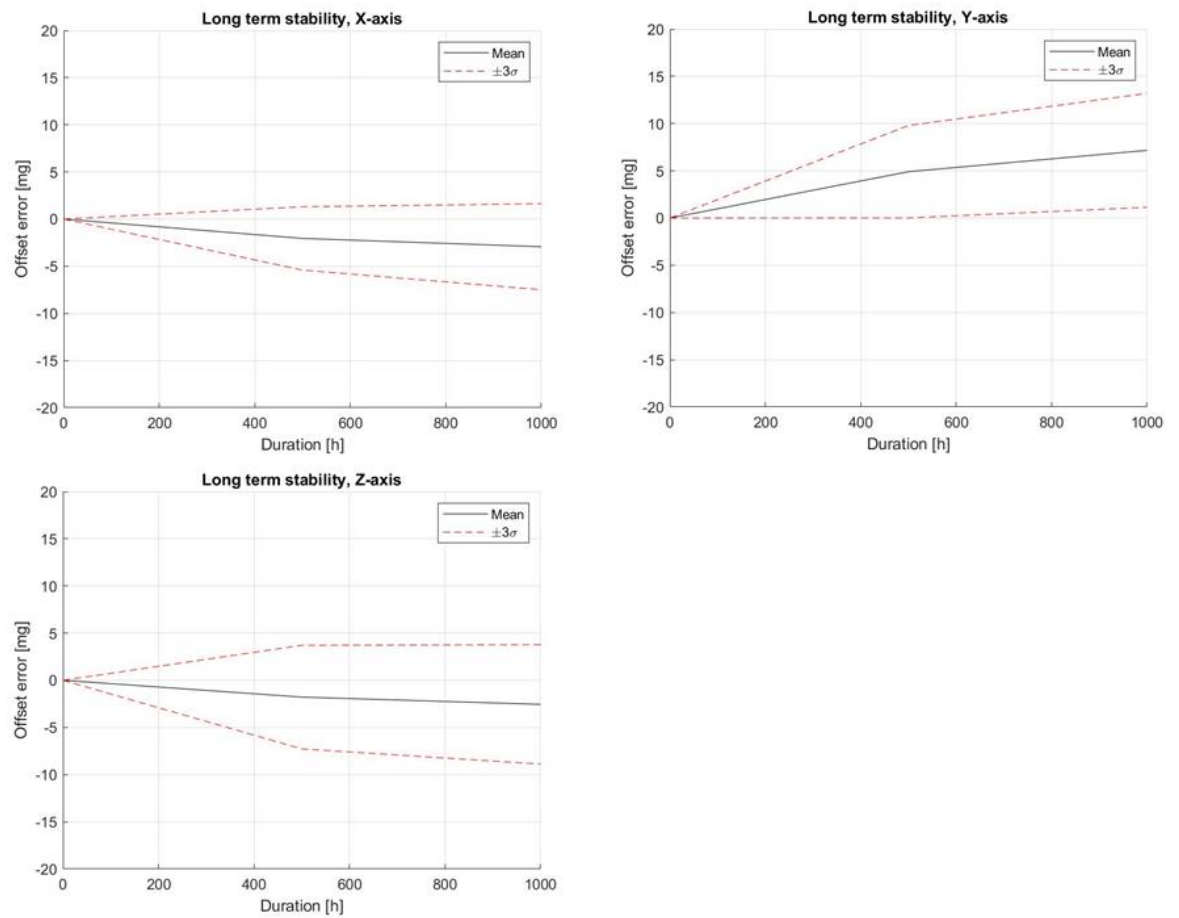 Long term stability, X-axis
20
15
10
5
0
-5
-10
-15
-20
Offset error [mg]
Mean
±3σ
0 200 400 600 800 1000
Duration [h]
Long term stability, Y-axis
20
15
10
5
0
-5
-10
-15
-20
Offset error [mg]
Mean
±3σ
0 200 400 600 800 1000
Duration [h]
Long term stability, Z-axis
20
15
10
5
0
-5
-10
-15
-20
Offset error [mg]
Mean
±3σ
0 200 400 600 800 1000
Duration [h]